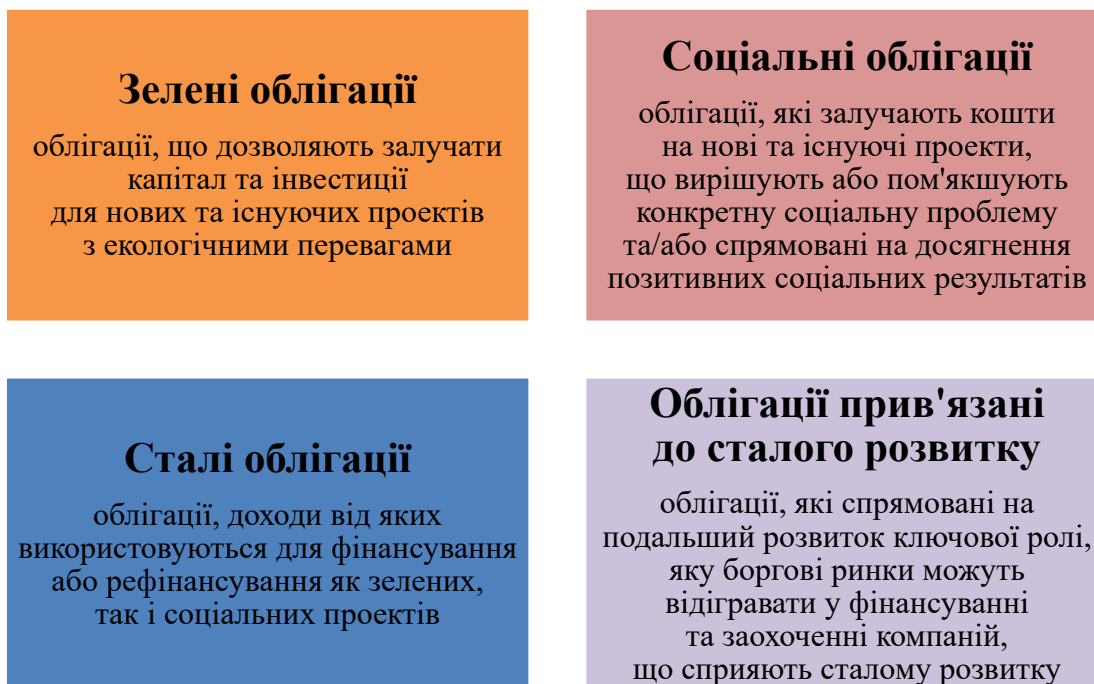 Зелені облігації
облігації, що дозволяють залучати
капітал та інвестиції
для нових та існуючих проектів
з екологічними перевагами
Соціальні облігації
облігації, які залучають кошти
на нові та існуючі проекти,
що вирішують або пом'якшують
конкретну соціальну проблему
та/або спрямовані на досягнення
позитивних соціальних результатів
Сталі облігації
облігації, доходи від яких
використовуються для фінансування
або рефінансування як зелених,
так і соціальних проектів
Облігації прив'язані
до сталого розвитку
облігації, які спрямовані на
подальший розвиток ключової ролі,
яку боргові ринки можуть
відігравати у фінансуванні
та заохоченні компаній,
що сприяють сталому розвитку